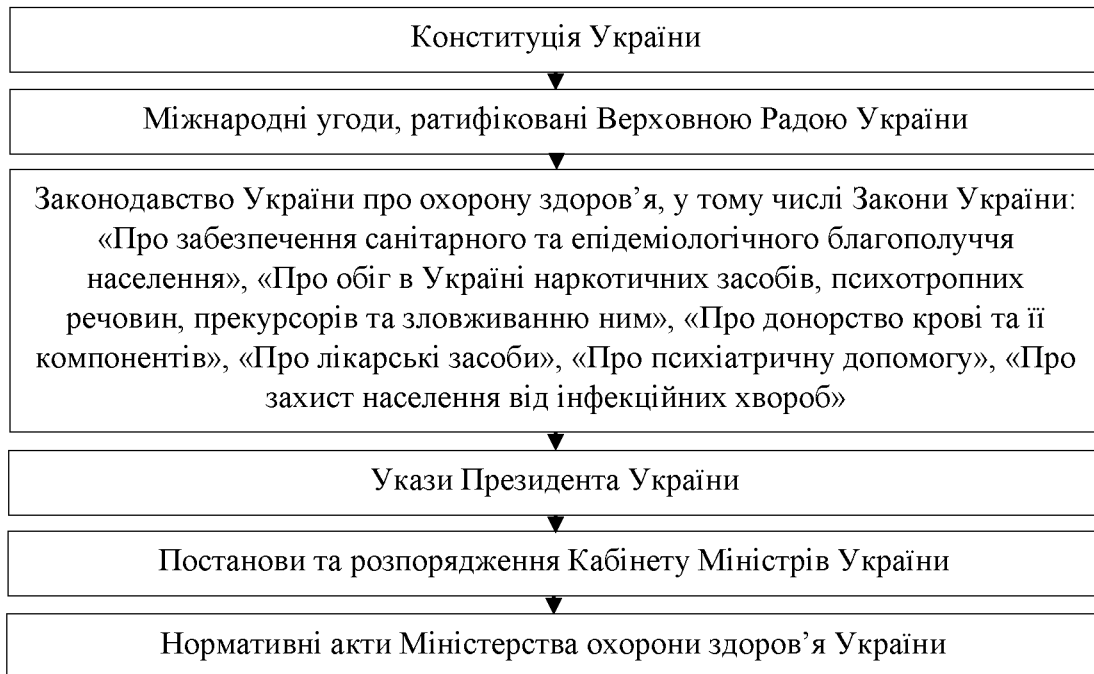 Конституція України
Міжнародні угоди, ратифіковані Верховною Радою України
Законодавство України про охорону здоров’я, у тому числі Закони України:
«Про забезпечення санітарного та епідеміологічного благополуччя
населення», «Про обіг в Україні наркотичних засобів, психотропних
речовин, прекурсорів та зловживанню ним», «Про донорство крові та її
компонентів», «Про лікарські засоби», «Про психіатричну допомогу», «Про
захист населення від інфекційних хвороб»
Укази Президента України
Постанови та розпорядження Кабінету Міністрів України
Нормативні акти Міністерства охорони здоров’я України